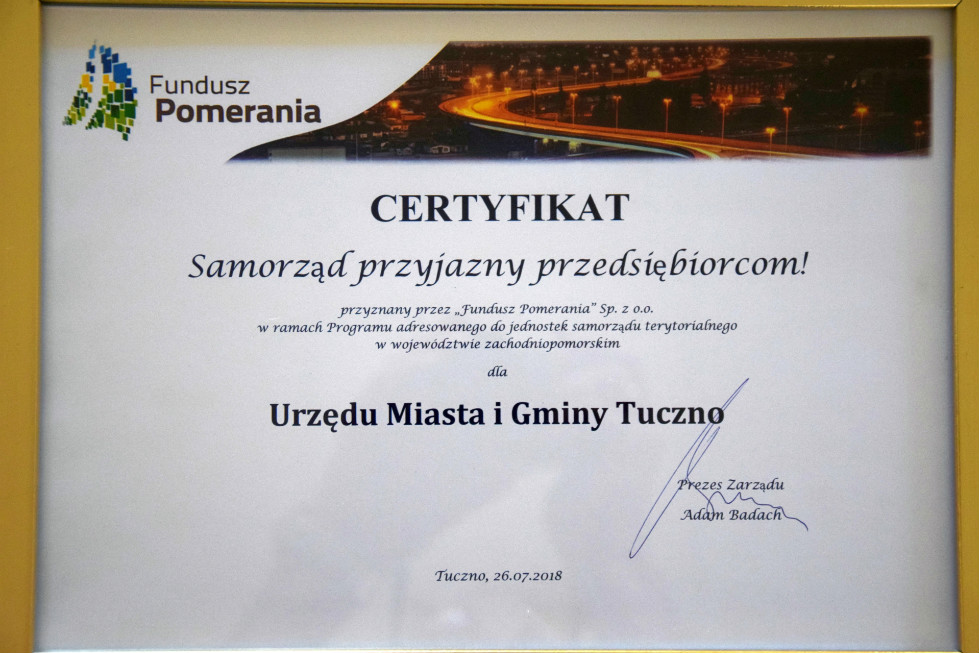 Fundusz
Pomerania
CERTYFIKAT
Samorząd przyjazny przedsiębiorcom!
przyznany przez „Fundusz Pomerania” Sp. z o.o.
w ramach Programu adresowanego do jednostek samorządu terytorialnego
w województwie zachodniopomorskim
dla
Urzędu Miasta i Gminy Tuczno
Prezes Zarządu
Adam Badach
Tuczno, 26.07.2018